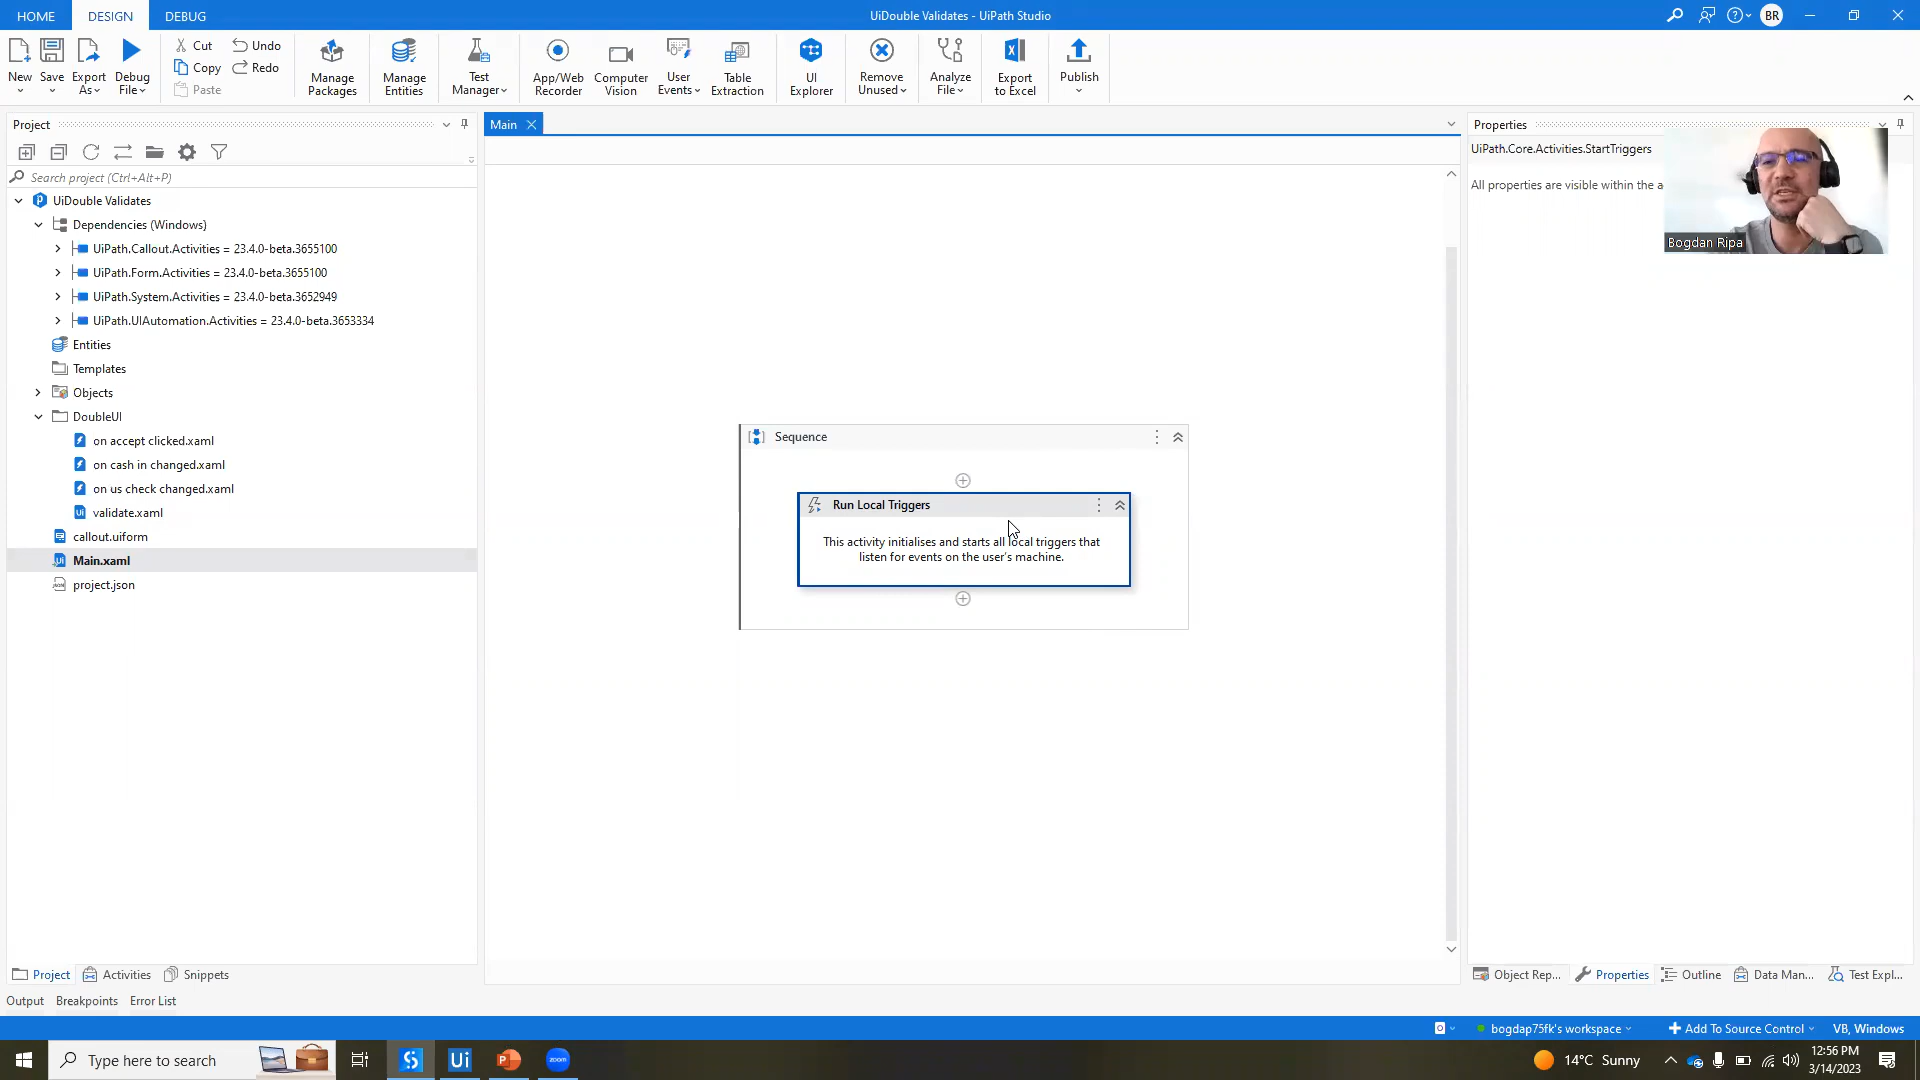 HOME
DESIGN
DEBUG
UiDouble Validates - UiPath Studio
BR
New
Save
Export As
Debug File
Cut
Copy
Paste
Undo
Redo
Manage Packages
Manage Entities
Test Manager
App/Web Recorder
Computer Vision
User Events
Table Extraction
UI Explorer
Remove Unused
Analyze File
Export to Excel
Publish
Project
Search project (Ctrl+Alt+P)
UiDouble Validates
Dependencies (Windows)
UiPath.Callout.Activities = 23.4.0-beta.3655100
UiPath.Form.Activities = 23.4.0-beta.3655100
UiPath.System.Activities = 23.4.0-beta.3652949
UiPath.UIAutomation.Activities = 23.4.0-beta.3653334
Entities
Templates
Objects
DoubleUI
on accept clicked.xaml
on cash in changed.xaml
on us check changed.xaml
validate.xaml
callout.uiform
Main.xaml
project.json
Main
Sequence
Run Local Triggers
This activity initialises and starts all local triggers that
listen for events on the user's machine.
Properties
UiPath.Core.Activities.StartTriggers
All properties are visible within the a
Bogdan Ripa
Project
Activities
Snippets
Object Rep...
Properties
Outline
Data Man...
Test Expl...
Output
Breakpoints
Error List
bogdap75fk's workspace
Add To Source Control
VB, Windows
Type here to search
Ui
zoom
14°C Sunny
12:56 PM
3/14/2023